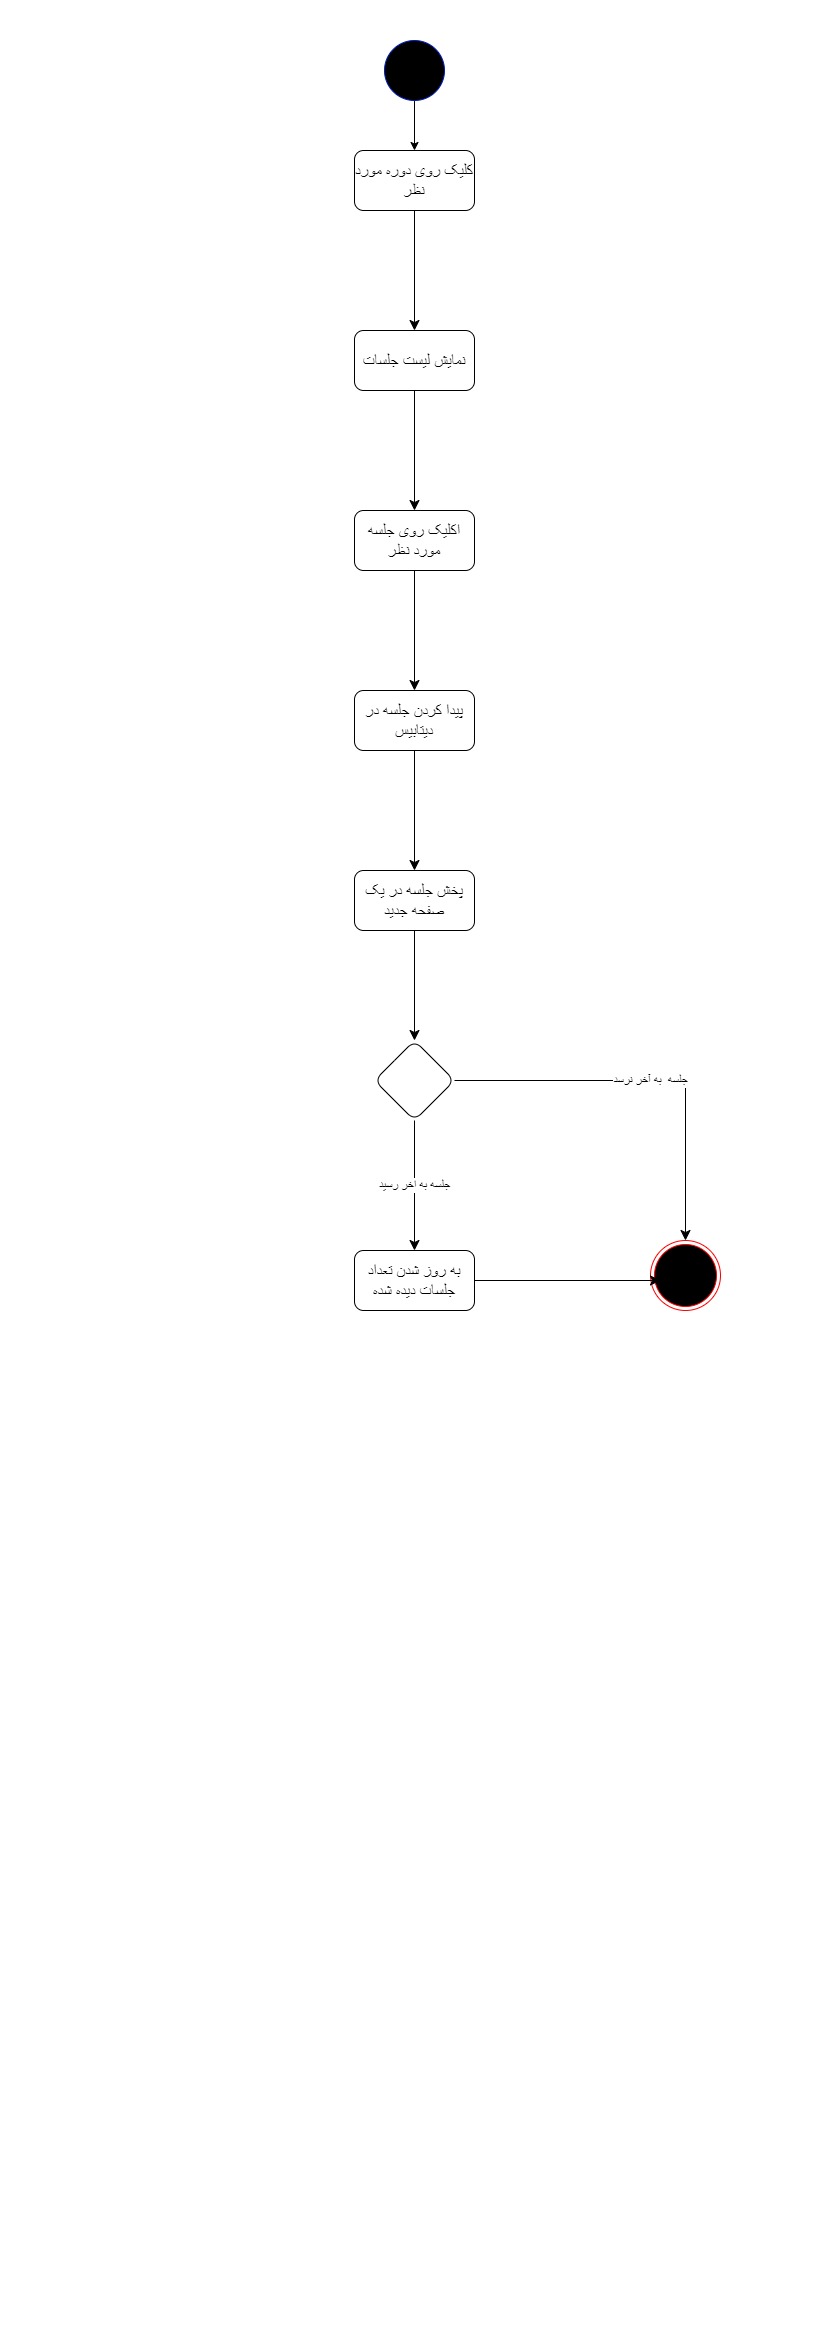 کلیک روی دوره مورد
نظر
نمایش لیست جلسات
اکلیک روی جلسه
مورد نظر
پیدا کردن جلسه در
دیتابیس
پخش جلسه در یک
صفحه جدید
جلسه به آخر نرسد
جلسه به آخر رسید
به روز شدن تعداد
جلسات دیده شده